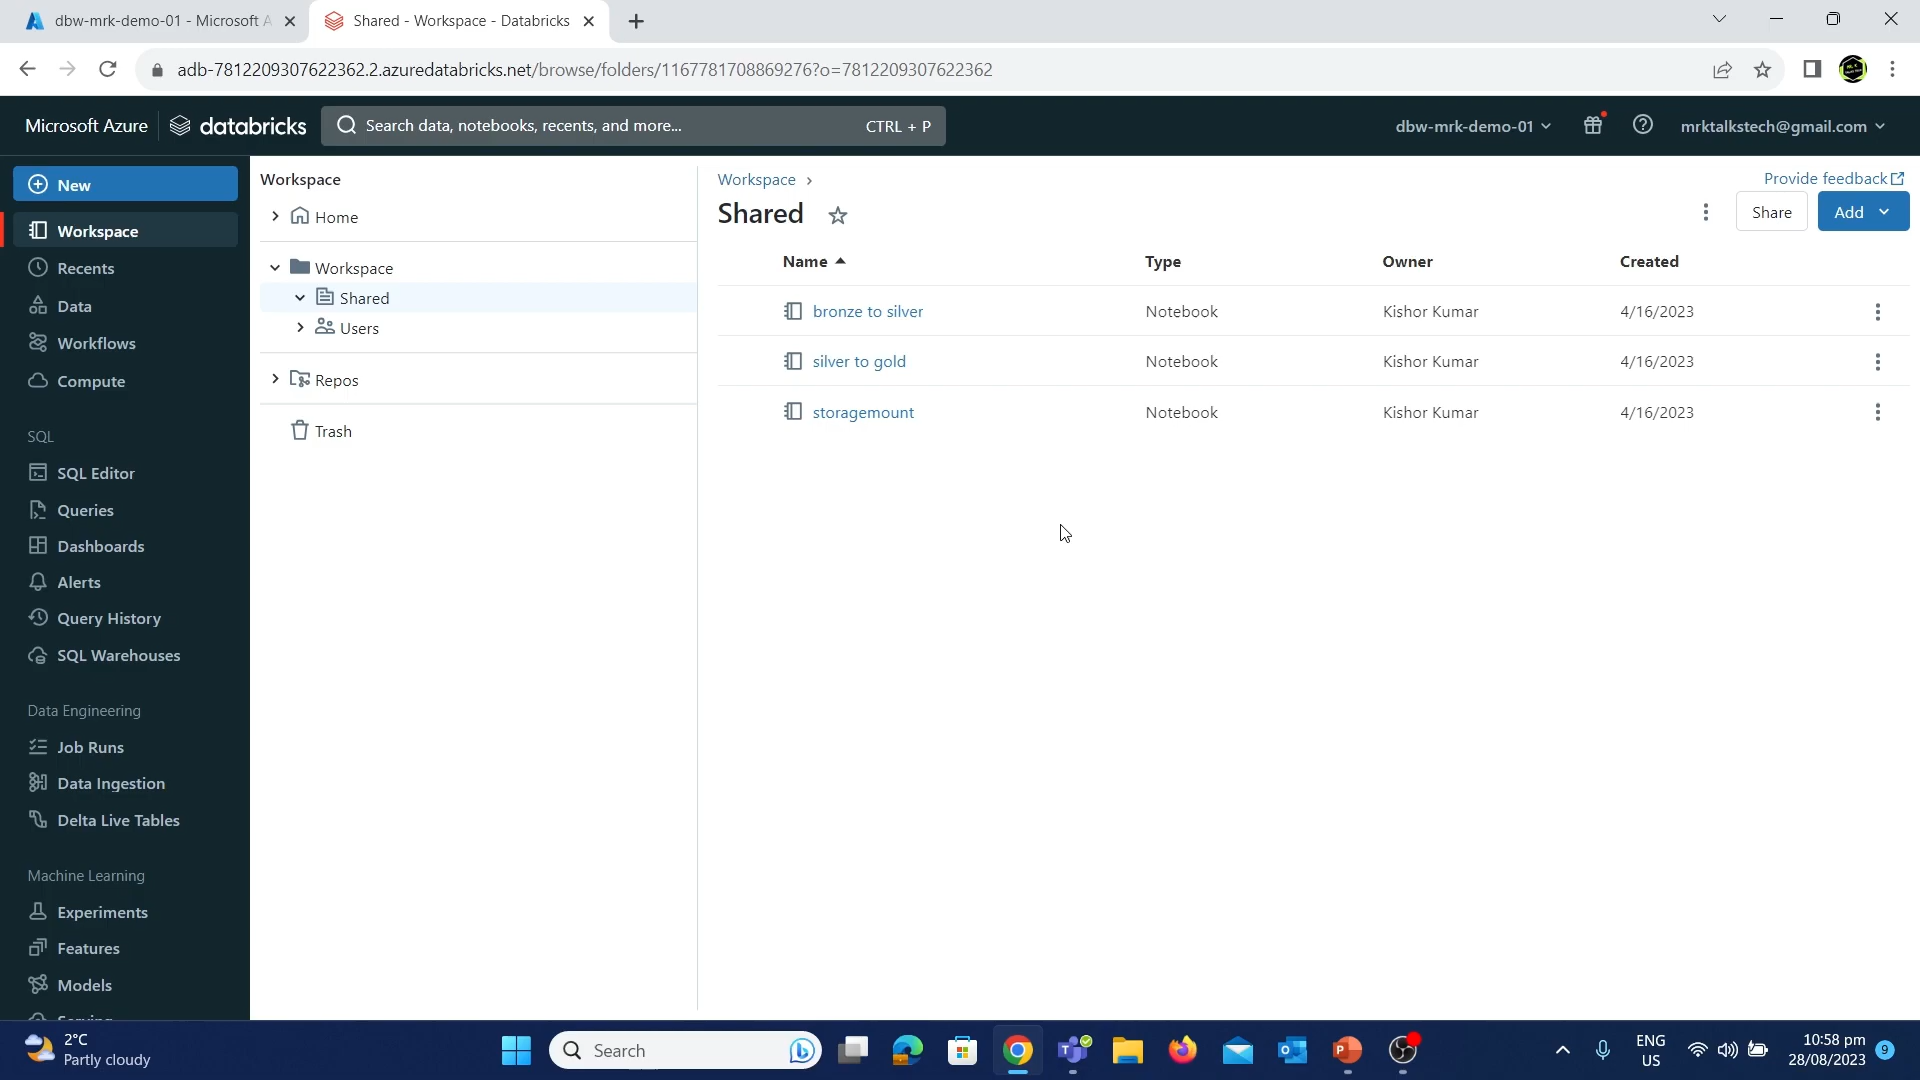 dbw-mrk-demo-01 - Microsoft A
Shared - Workspace - Databricks
adb-7812209307622362.2.azuredatabricks.net/browse/folders/1167781708869276?o=7812209307622362
Microsoft Azure
databricks
Search data, notebooks, recents, and more...
CTRL + P
dbw-mrk-demo-01
mrktalkstech@gmail.com
New
Workspace
Recents
Data
Workflows
Compute
SQL
SQL Editor
Queries
Dashboards
Alerts
Query History
SQL Warehouses
Data Engineering
Job Runs
Data Ingestion
Delta Live Tables
Machine Learning
Experiments
Features
Models
Workspace
Home
Workspace
Shared
Users
Repos
Trash
Workspace
Provide feedback
Shared
Share
Add
Name Type Owner Created
bronze to silver Notebook Kishor Kumar 4/16/2023
silver to gold Notebook Kishor Kumar 4/16/2023
storagemount Notebook Kishor Kumar 4/16/2023
2°C
Partly cloudy
Search
ENG
US
10:58 pm
28/08/2023
9